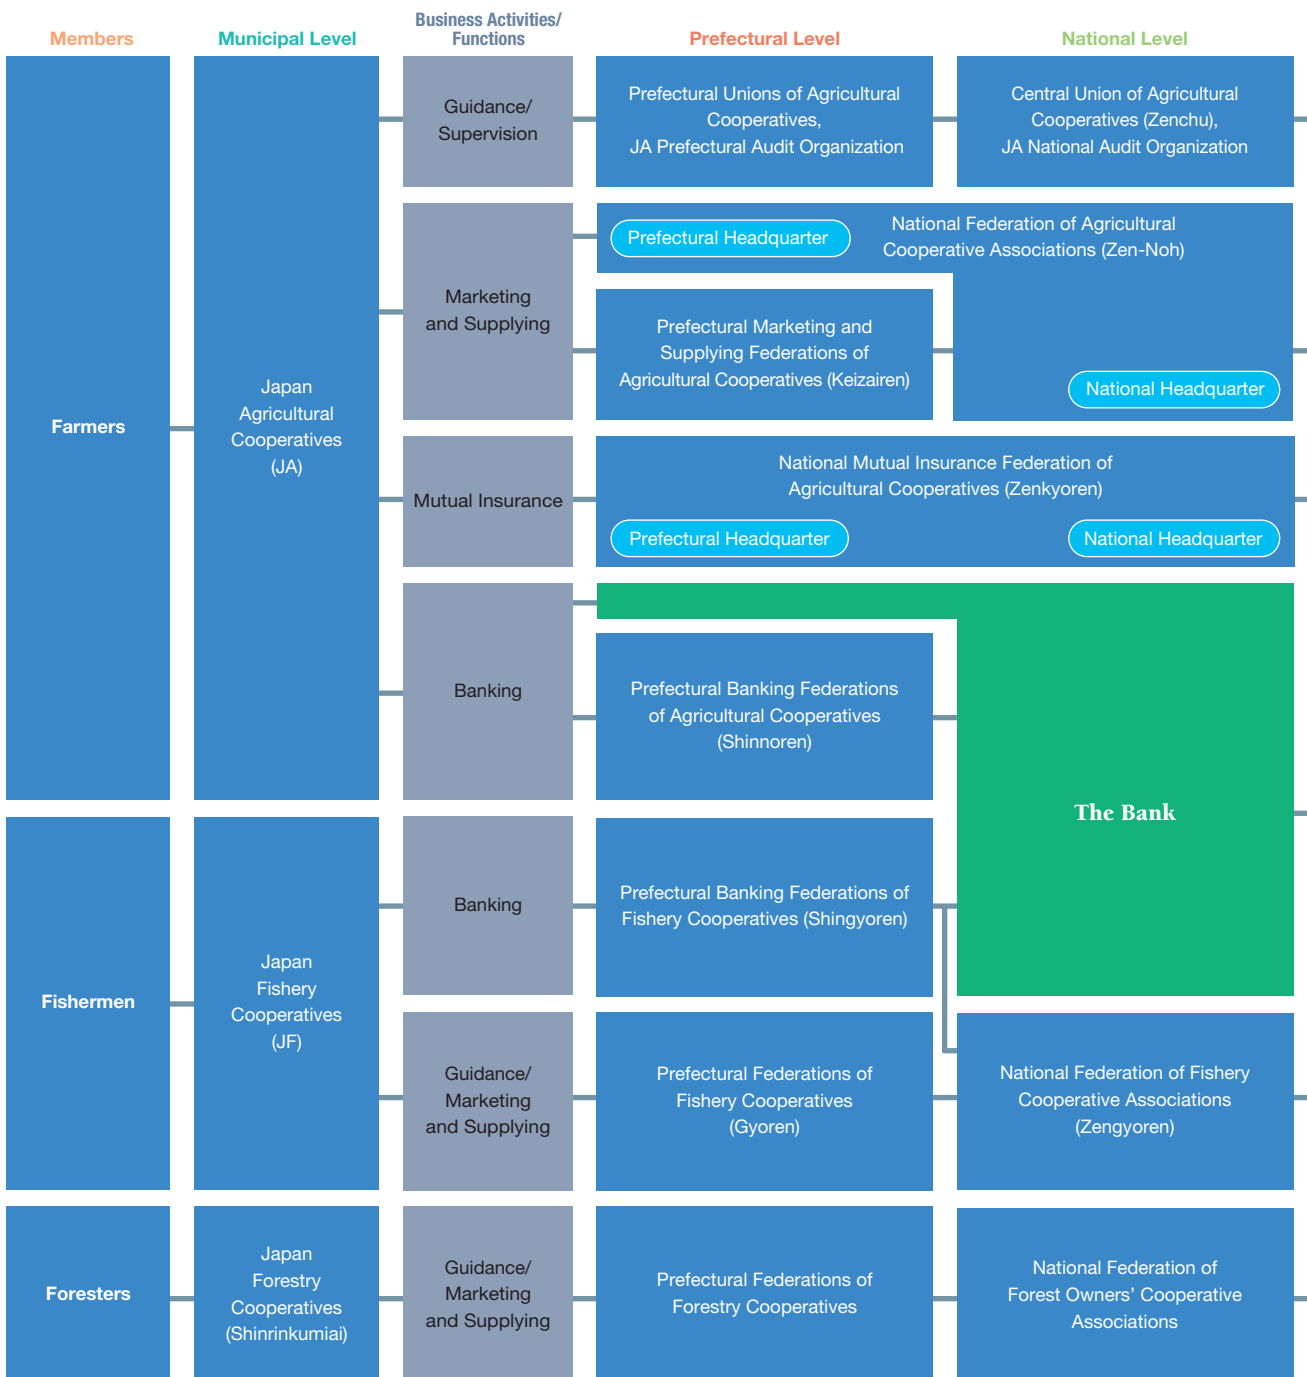 Members
Municipal Level
Business Activities/
Functions
Prefectural Level
National Level
Farmers
Japan
Agricultural
Cooperatives
(JA)
Guidance/
Supervision
Prefectural Unions of Agricultural
Cooperatives,
JA Prefectural Audit Organization
Central Union of Agricultural
Cooperatives (Zenchu),
JA National Audit Organization
Marketing
and Supplying
Prefectural Headquarter
National Federation of Agricultural
Cooperative Associations (Zen-Noh)
Prefectural Marketing and
Supplying Federations of
Agricultural Cooperatives (Keizairen)
National Headquarter
Mutual Insurance
National Mutual Insurance Federation of
Agricultural Cooperatives (Zenkyoren)
Prefectural Headquarter
National Headquarter
Banking
Prefectural Banking Federations
of Agricultural Cooperatives
(Shinnoren)
The Bank
Fishermen
Japan
Fishery
Cooperatives
(JF)
Banking
Prefectural Banking Federations of
Fishery Cooperatives (Shingyoren)
Guidance/
Marketing
and Supplying
Prefectural Federations of
Fishery Cooperatives
(Gyoren)
National Federation of Fishery
Cooperative Associations
(Zengyoren)
Foresters
Japan
Forestry
Cooperatives
(Shinrinkumiai)
Guidance/
Marketing
and Supplying
Prefectural Federations of
Forestry Cooperatives
National Federation of
Forest Owners’ Cooperative
Associations